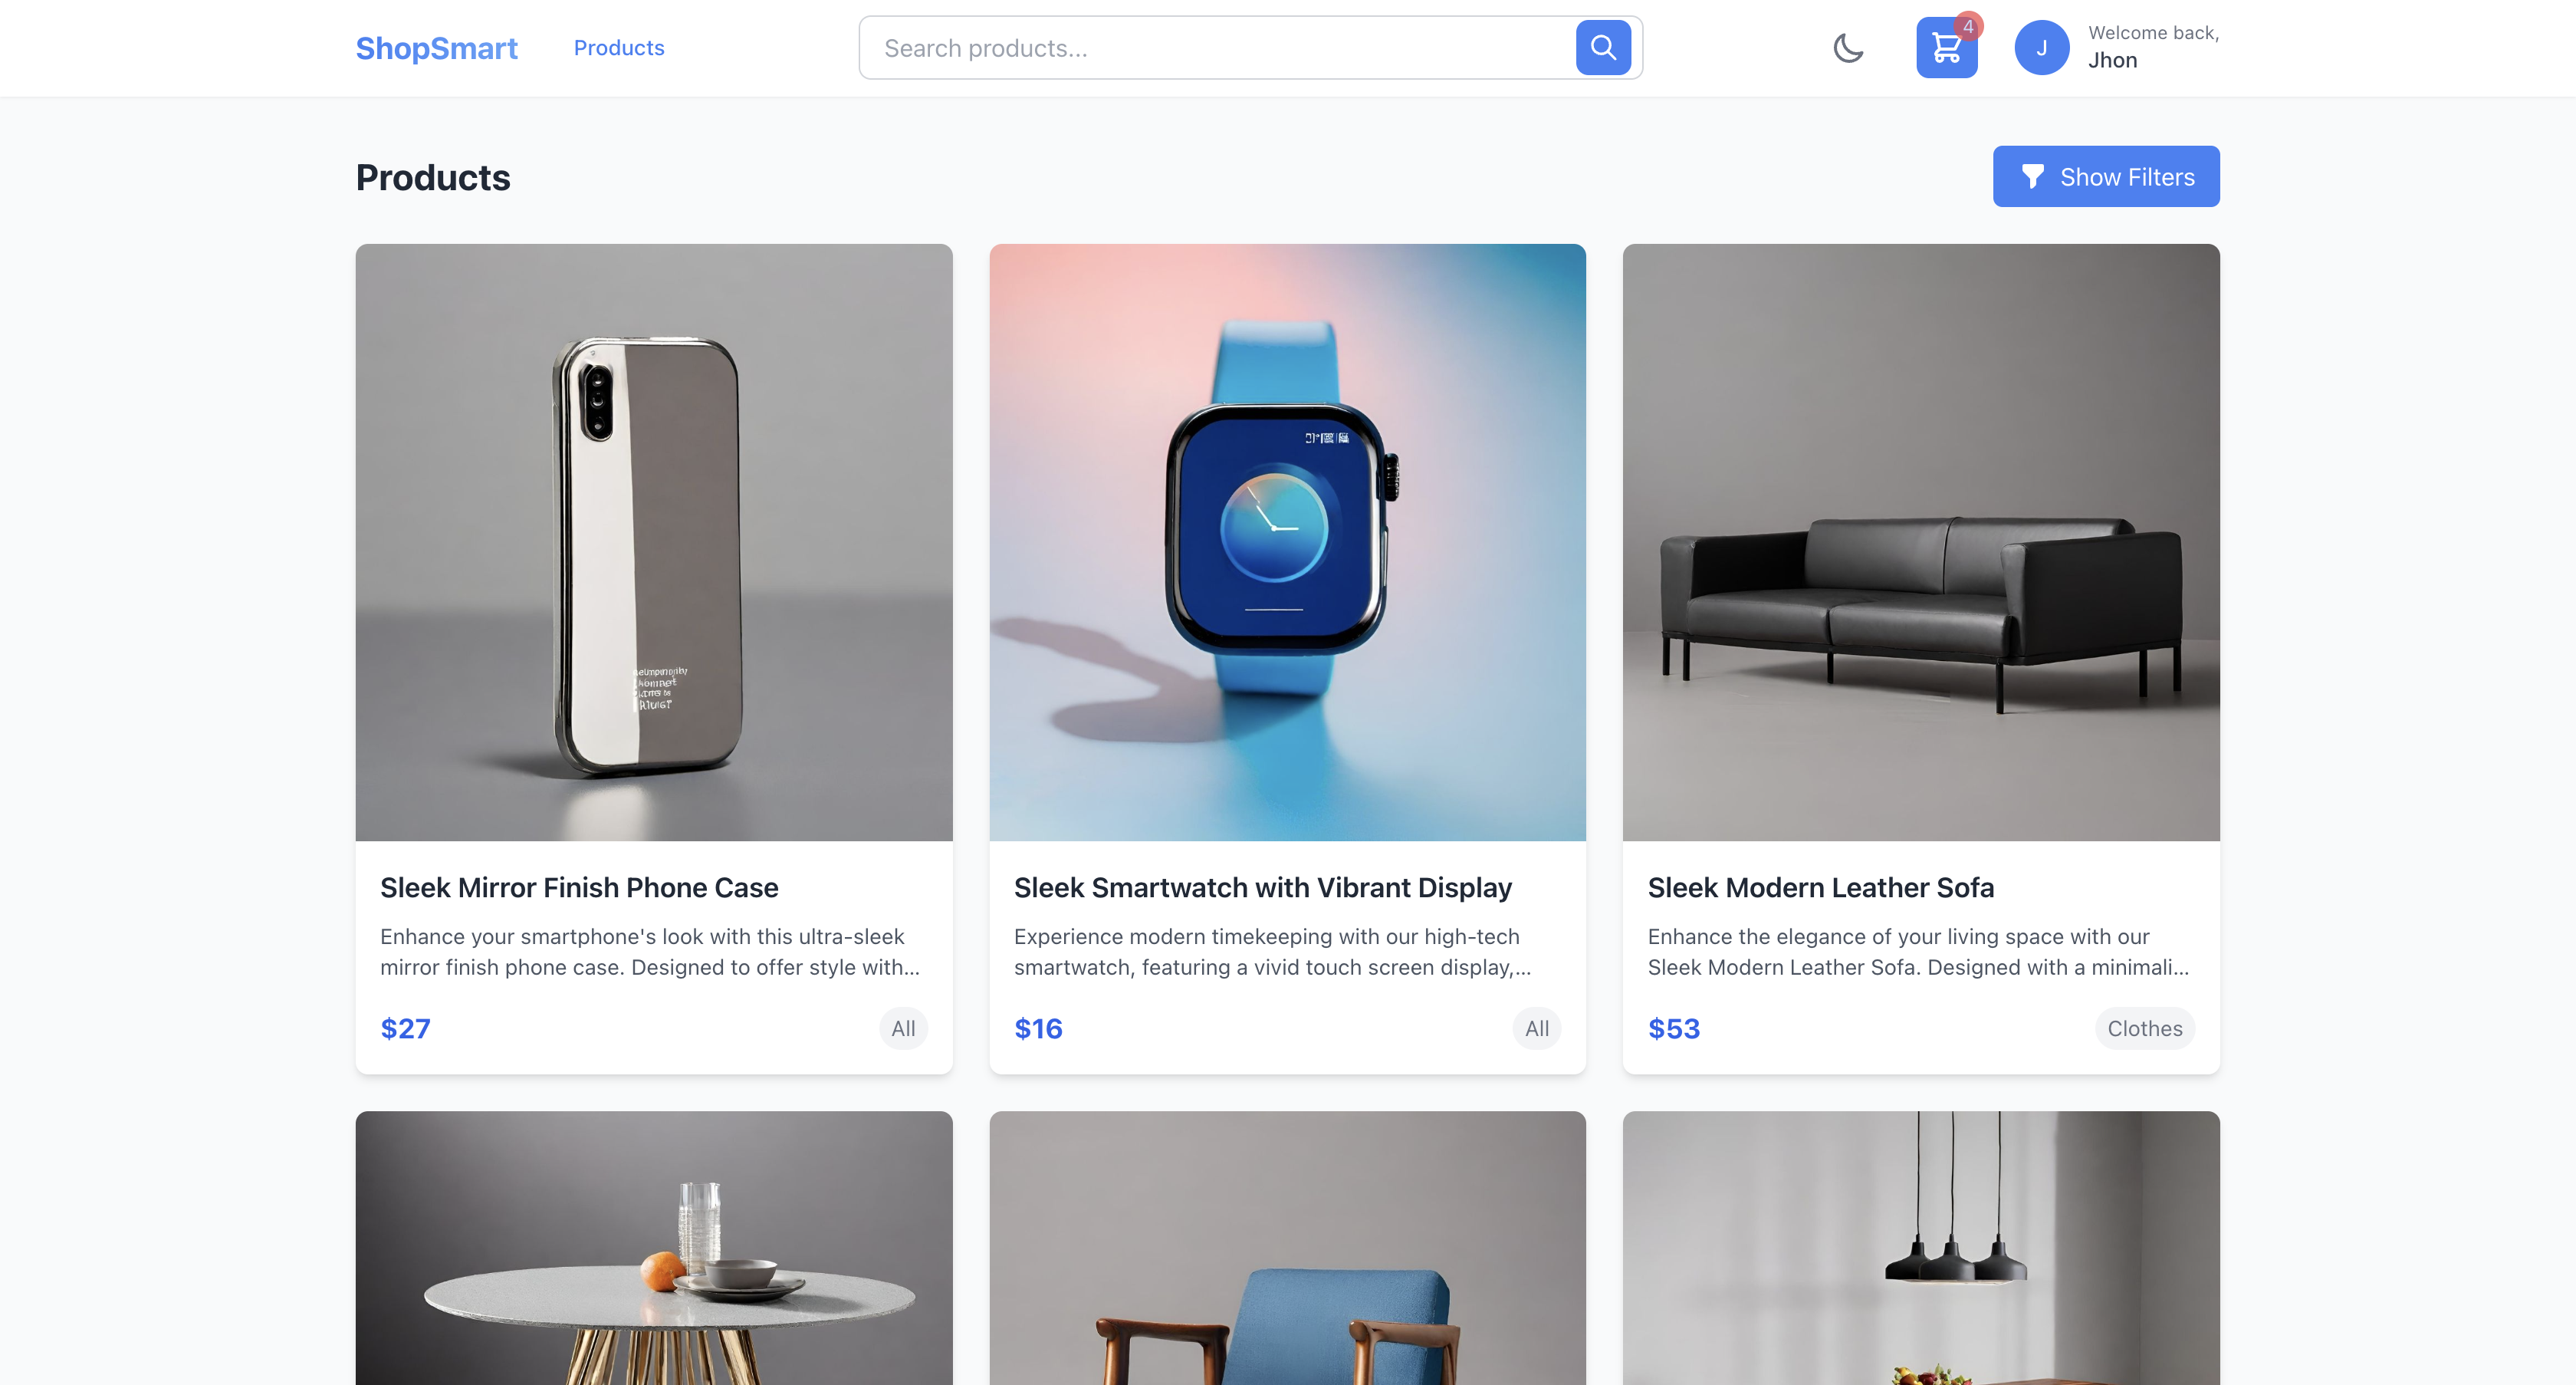 ShopSmart
Products
Search products...
4
J
Welcome back,
Jhon
Products
Show Filters
Sleek Mirror Finish Phone Case
Enhance your smartphone's look with this ultra-sleek
mirror finish phone case. Designed to offer style with...
$27
All
Sleek Smartwatch with Vibrant Display
Experience modern timekeeping with our high-tech
smartwatch, featuring a vivid touch screen display,...
$16
All
Sleek Modern Leather Sofa
Enhance the elegance of your living space with our
Sleek Modern Leather Sofa. Designed with a minimali...
$53
Clothes